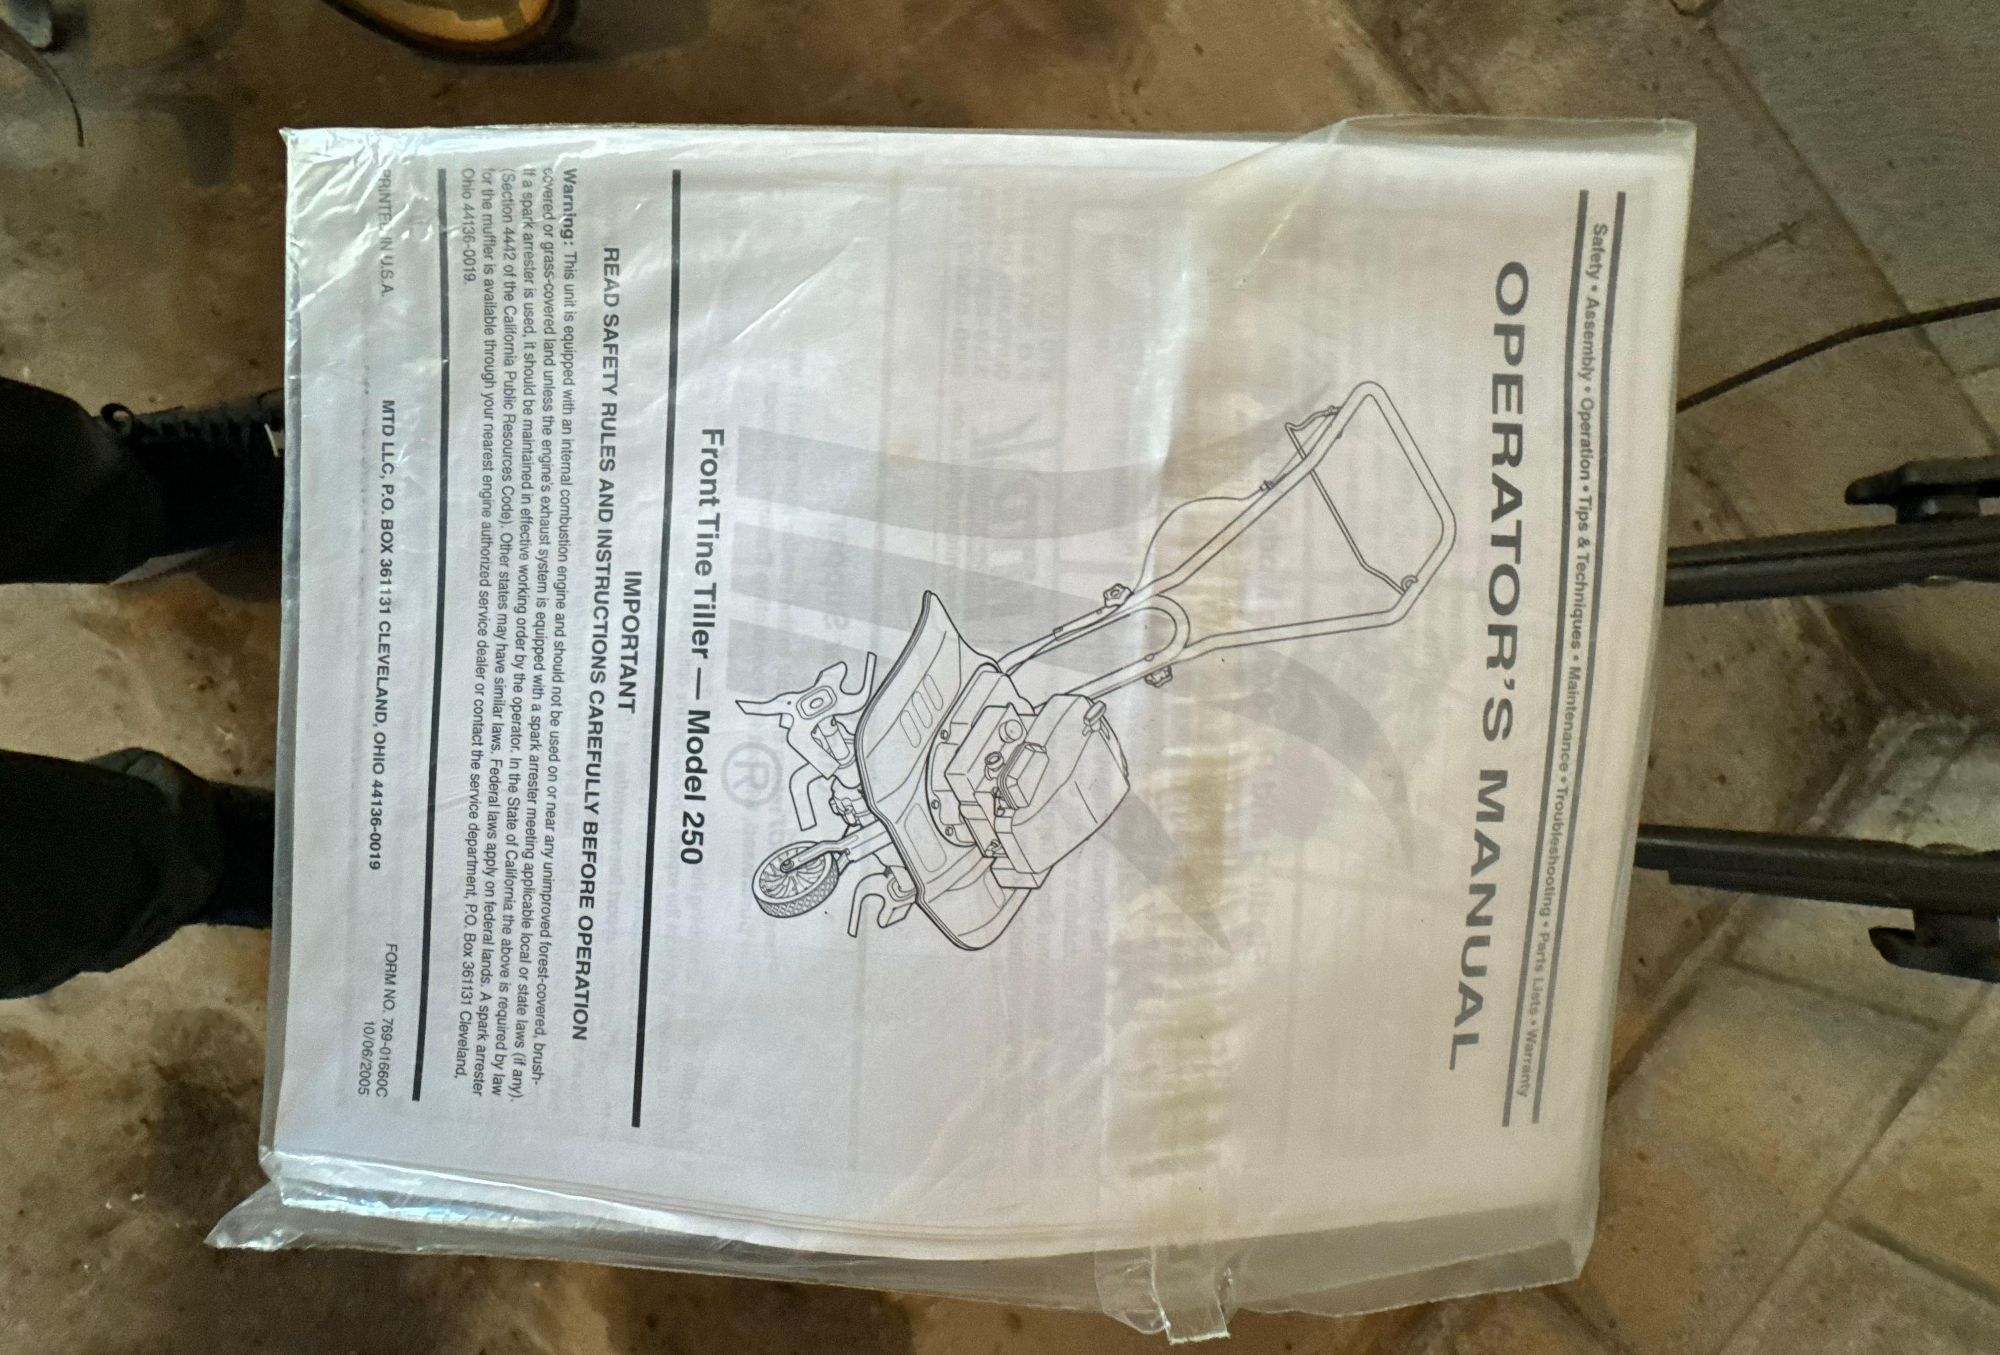 Safety • Assembly • Operation • Tips & Techniques • Maintenance • Troubleshooting • Parts Lists • Warranty
OPERATOR'S MANUAL
®
Front Tine Tiller — Model 250
IMPORTANT
READ SAFETY RULES AND INSTRUCTIONS CAREFULLY BEFORE OPERATION
Warning: This unit is equipped with an internal combustion engine and should not be used on or near any unimproved forest-covered, brush-
covered or grass-covered land unless the engine's exhaust system is equipped with a spark arrester meeting applicable local or state laws (if any).
If a spark arrester is used, it should be maintained in effective working order by the operator. In the State of California the above is required by law
(Section 4442 of the California Public Resources Code). Other states may have similar laws. Federal laws apply on federal lands. A spark arrester
for the muffler is available through your nearest engine authorized service dealer or contact the service department, P.O. Box 361131 Cleveland,
Ohio 44136-0019.
PRINTED IN U.S.A. MTD LLC, P.O. BOX 361131 CLEVELAND, OHIO 44136-0019 FORM NO. 769-01660C
10/06/2005